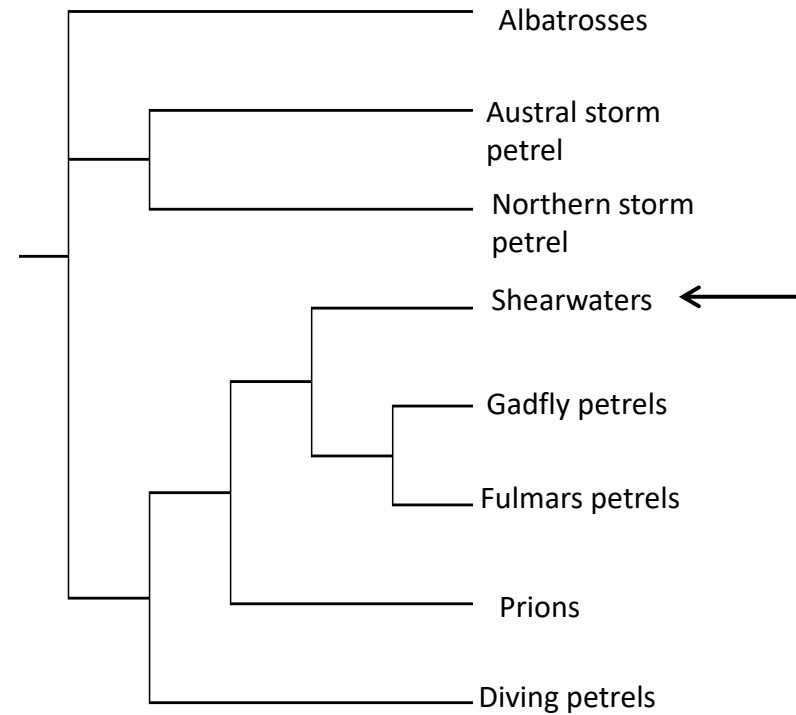 Albatrosses
Austral storm
petrel
Northern storm
petrel
Shearwaters
Gadfly petrels
Fulmars petrels
Prions
Diving petrels